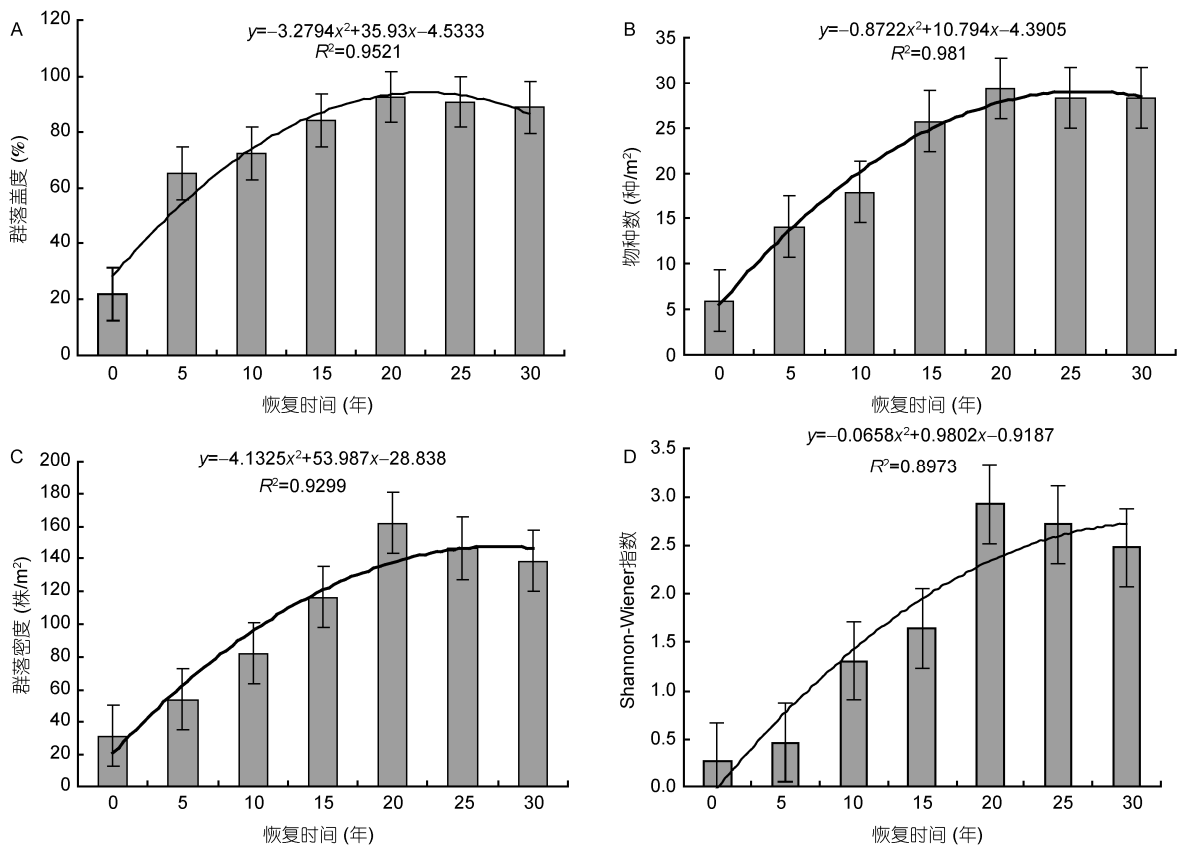 A
y=−3.2794x²+35.93x−4.5333
R²=0.9521
120
100
80
60
40
20
0
群落盖度 (%)
0 5 10 15 20 25 30
恢复时间 (年)
B
y=−0.8722x²+10.794x−4.3905
R²=0.981
35
30
25
20
15
10
5
0
物种数 (种/m²)
0 5 10 15 20 25 30
恢复时间 (年)
C
y=−4.1325x²+53.987x−28.838
R²=0.9299
200
180
160
140
120
100
80
60
40
20
0
群落密度 (株/m²)
0 5 10 15 20 25 30
恢复时间 (年)
D
y=−0.0658x²+0.9802x−0.9187
R²=0.8973
3.5
3.0
2.5
2.0
1.5
1.0
0.5
0.0
Shannon-Wiener指数
0 5 10 15 20 25 30
恢复时间 (年)